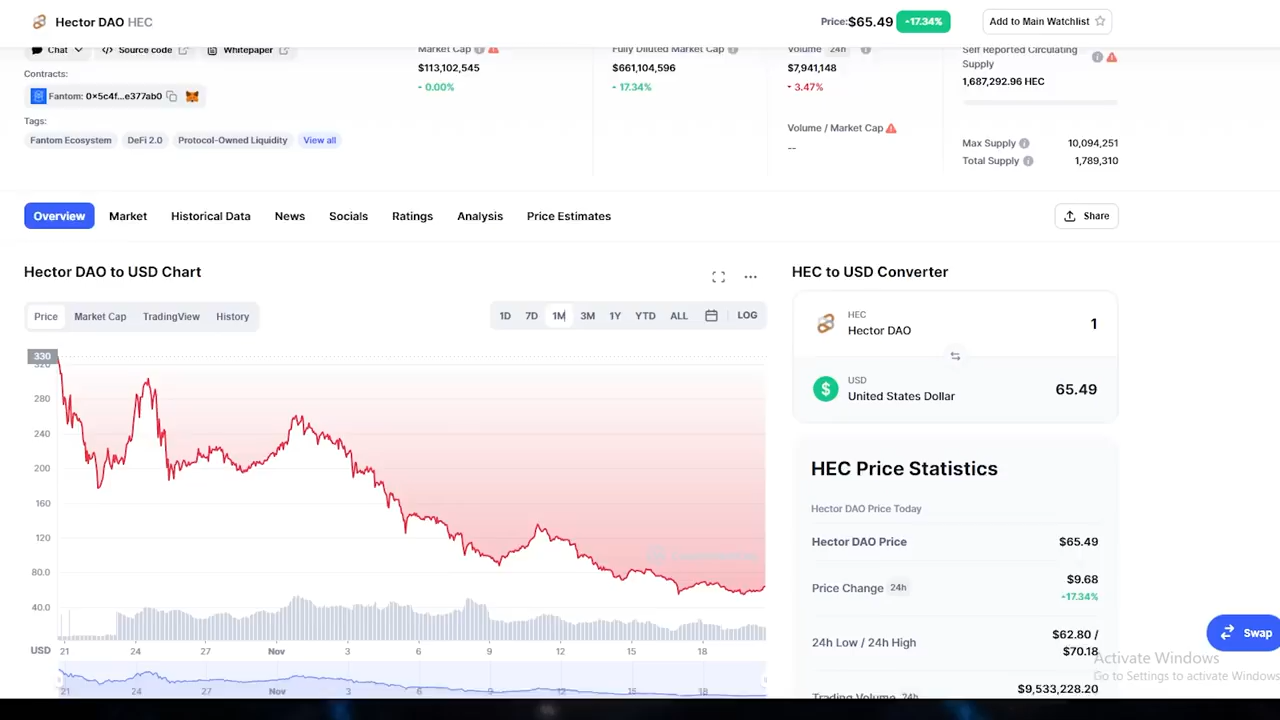 Hector DAO HEC
Price: $65.49 -17.34%
Add to Main Watchlist
Chat
Source code
Whitepaper
Contracts:
Fantom: 0×5c4f...e377ab0
Tags:
Fantom Ecosystem
DeFi 2.0
Protocol-Owned Liquidity
View all
Market Cap
$113,102,545
- 0.00%
Fully Diluted Market Cap
$661,104,596
- 17.34%
Volume 24h
$7,941,148
- 3.47%
Volume / Market Cap
--
Self Reported Circulating
Supply
1,687,292.96 HEC
Max Supply 10,094,251
Total Supply 1,789,310
Overview
Market
Historical Data
News
Socials
Ratings
Analysis
Price Estimates
Share
Hector DAO to USD Chart
Price
Market Cap
TradingView
History
1D
7D
1M
3M
1Y
YTD
ALL
LOG
330
320
280
240
200
160
120
80.0
40.0
USD
21
24
27
Nov
3
6
9
12
15
18
21
24
27
Nov
3
6
9
12
15
18
HEC to USD Converter
HEC
Hector DAO
1
USD
United States Dollar
65.49
$
HEC Price Statistics
Hector DAO Price Today
Hector DAO Price $65.49
Price Change 24h
$9.68
-17.34%
24h Low / 24h High
$62.80 /
$70.18
Trading Volume 24h
$9,533,228.20
Swap
Activate Windows
Go to Settings to activate Windows